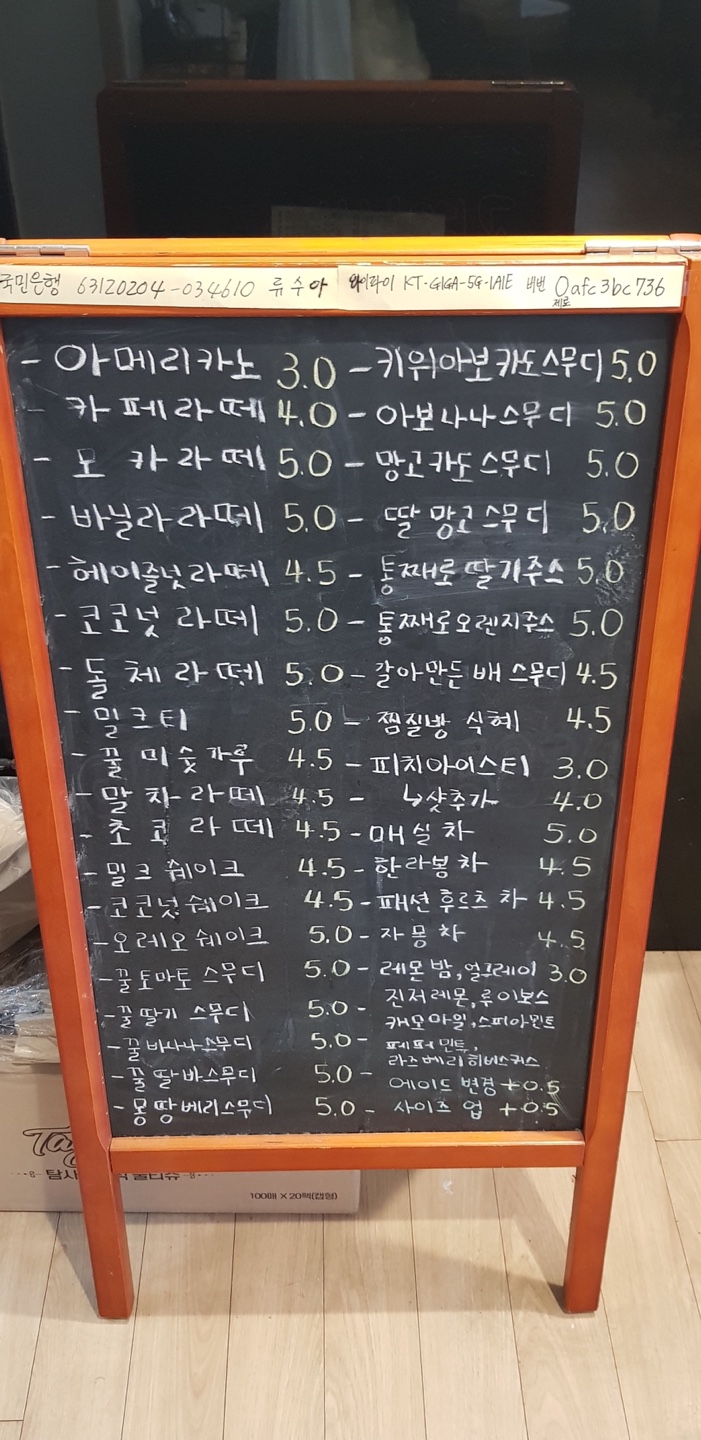 국민은행 63120204-034610 류수아
와이파이 KT-GIGA-5G-1A1E 비번 0afc3bc736
제로
- 아메리카노 3.0
- 카페라떼 4.0
- 모카라떼 5.0
- 바닐라라떼 5.0
- 헤이즐넛라떼 4.5
- 코코넛라떼 5.0
- 돌체라떼 5.0
- 밀크티 5.0
- 꿀미숫가루 4.5
- 말차라떼 4.5
- 초코라떼 4.5
- 밀크쉐이크 4.5
- 코코넛쉐이크 4.5
- 오레오쉐이크 5.0
- 꿀토마토스무디 5.0
- 꿀딸기스무디 5.0
- 꿀바나나스무디 5.0
- 꿀딸바스무디 5.0
- 몽땅베리스무디 5.0
- 키위아보카도스무디 5.0
- 아보나나스무디 5.0
- 망고카도스무디 5.0
- 딸망고스무디 5.0
- 통째로딸기주스 5.0
- 통째로오렌지주스 5.0
- 갈아만든배스무디 4.5
- 찜질방 식혜 4.5
- 피치아이스티 3.0
- ↳샷추가 4.0
- 매실차 5.0
- 한라봉차 4.5
- 패션후르츠차 4.5
- 자몽차 4.5
- 레몬밤, 얼그레이 3.0
진저레몬, 루이보스
- 캐모마일, 스피아민트
- 페퍼민트,
라즈베리히비스커스
- 에이드 변경 +0.5
- 사이즈 업 +0.5
탐사
물티슈
100매 X 20팩(캡형)